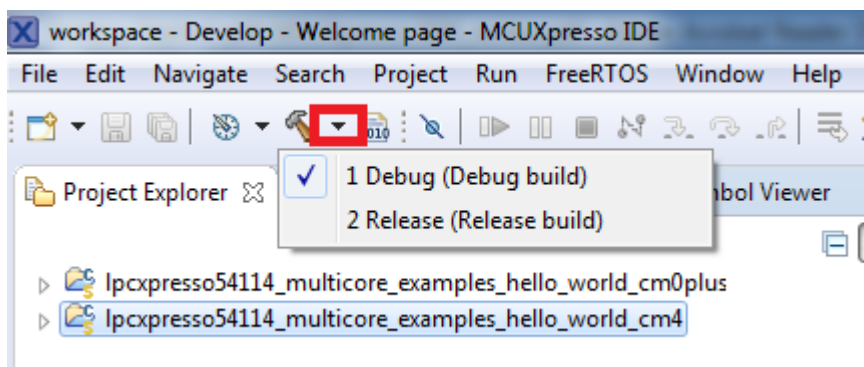 workspace - Develop - Welcome page - MCUXpresso IDE
File Edit Navigate Search Project Run FreeRTOS Window Help
010
Project Explorer
1 Debug (Debug build)
2 Release (Release build)
Viewer
lpcxpresso54114_multicore_examples_hello_world_cm0plus
lpcxpresso54114_multicore_examples_hello_world_cm4